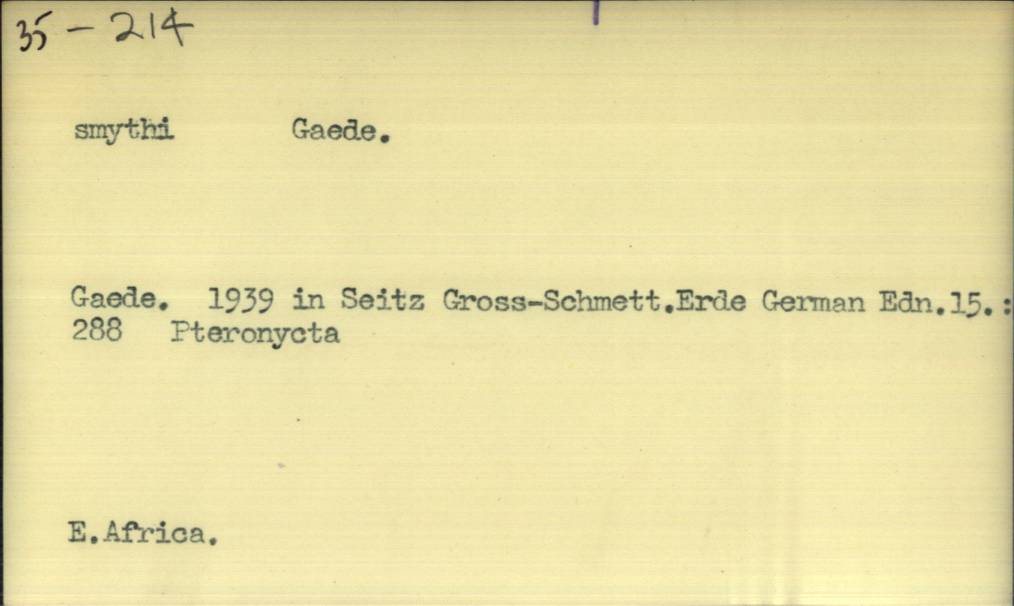 35-214
smythi Gaede.
Gaede. 1939 in Seitz Gross-Schmett.Erde German Edn.15.:
288 Pteronycta
E.Africa.